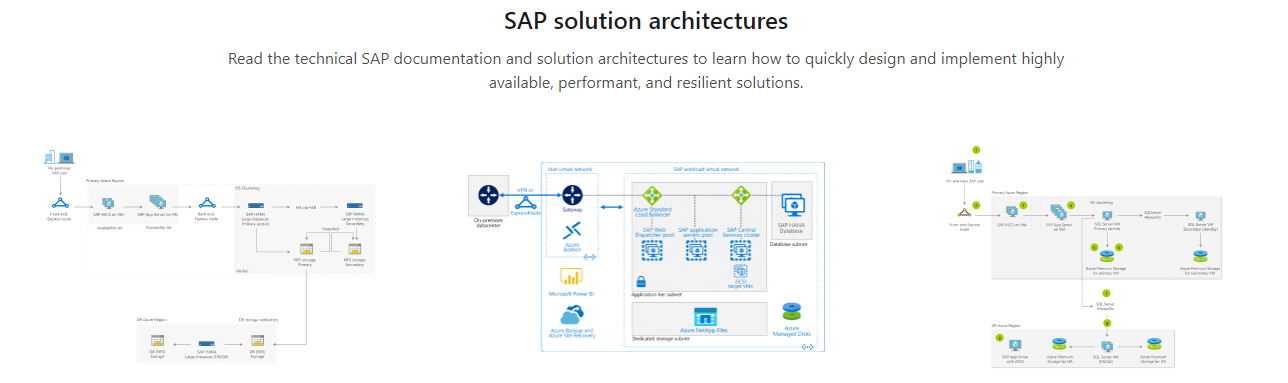 SAP solution architectures
Read the technical SAP documentation and solution architectures to learn how to quickly design and implement highly
available, performant, and resilient solutions.
On-premises
SAP user
Primary Azure Region
OS Clustering
Front-end
Express route
SAP ASCS on VM
SAP App Server on VM
Back-end
Express route
SAP HANA
Large Instances
Primary (active)
HA via HSR
SAP HANA
Large Instances
Secondary
Availability set
Availability set
Snapshot
NFS storage
Primary
NFS storage
Secondary
DR Azure Region
DR storage replication
Storage
SAP HANA
Large Instances (DR/QA)
DR (NFS)
Storage
Hub virtual network
SAP workload virtual network
VPN or
ExpressRoute
On-premises
datacenter
Gateway
Azure
Bastion
Azure Standard
Load Balancer
SAP Web
Dispatcher pool
SAP application
servers pool
SAP Central
Services cluster
SAP HANA
Database
Database subnet
iSCSI
target VMs
Microsoft Power BI
Application tier subnet
Azure Backup and
Azure Site Recovery
Azure NetApp Files
Azure
Managed Disks
Dedicated storage subnet
On-premises SAP user
Primary Azure Region
OS clustering
Front-end Express
route
SAP ASCS on VM
SAP App Server
on VM
SQL Server VM
Primary (active)
SQL Server
AlwaysOn
SQL Server VM
Secondary (standby)
Azure Premium Storage
for primary VM
Azure Premium Storage
for secondary VM
SQL Server
AlwaysOn
DR Azure Region
SAP App Server
with ASCS
Azure Premium
Storage for QA
SQL Server VM
(DR/QA)
Azure Premium
Storage for DR